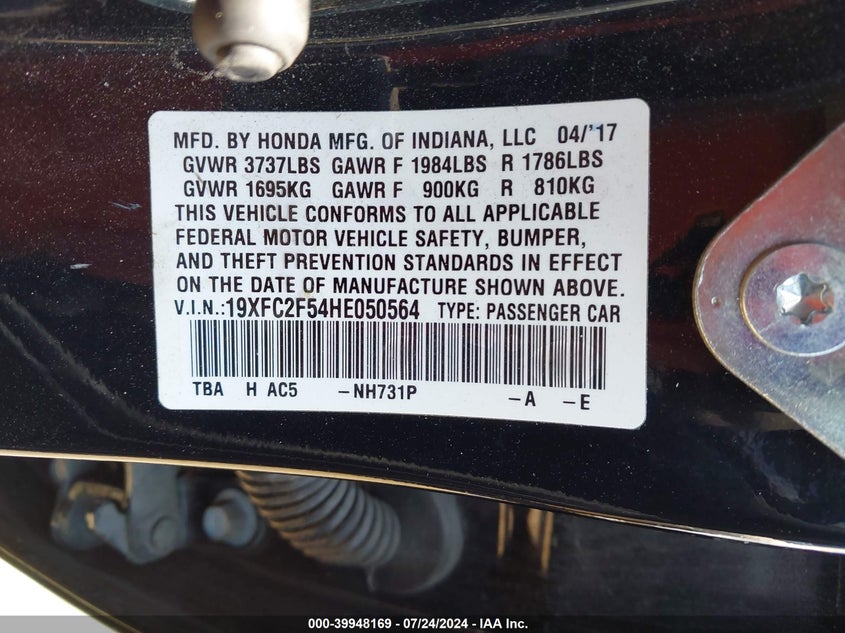 MFD. BY HONDA MFG. OF INDIANA, LLC 04/'17
GVWR 3737LBS GAWR F 1984LBS R 1786LBS
GVWR 1695KG GAWR F 900KG R 810KG
THIS VEHICLE CONFORMS TO ALL APPLICABLE
FEDERAL MOTOR VEHICLE SAFETY, BUMPER,
AND THEFT PREVENTION STANDARDS IN EFFECT
ON THE DATE OF MANUFACTURE SHOWN ABOVE.
V.I.N.:19XFC2F54HE050564 TYPE: PASSENGER CAR
TBA H AC5 -NH731P -A -E
000-39948169 - 07/24/2024 - IAA Inc.